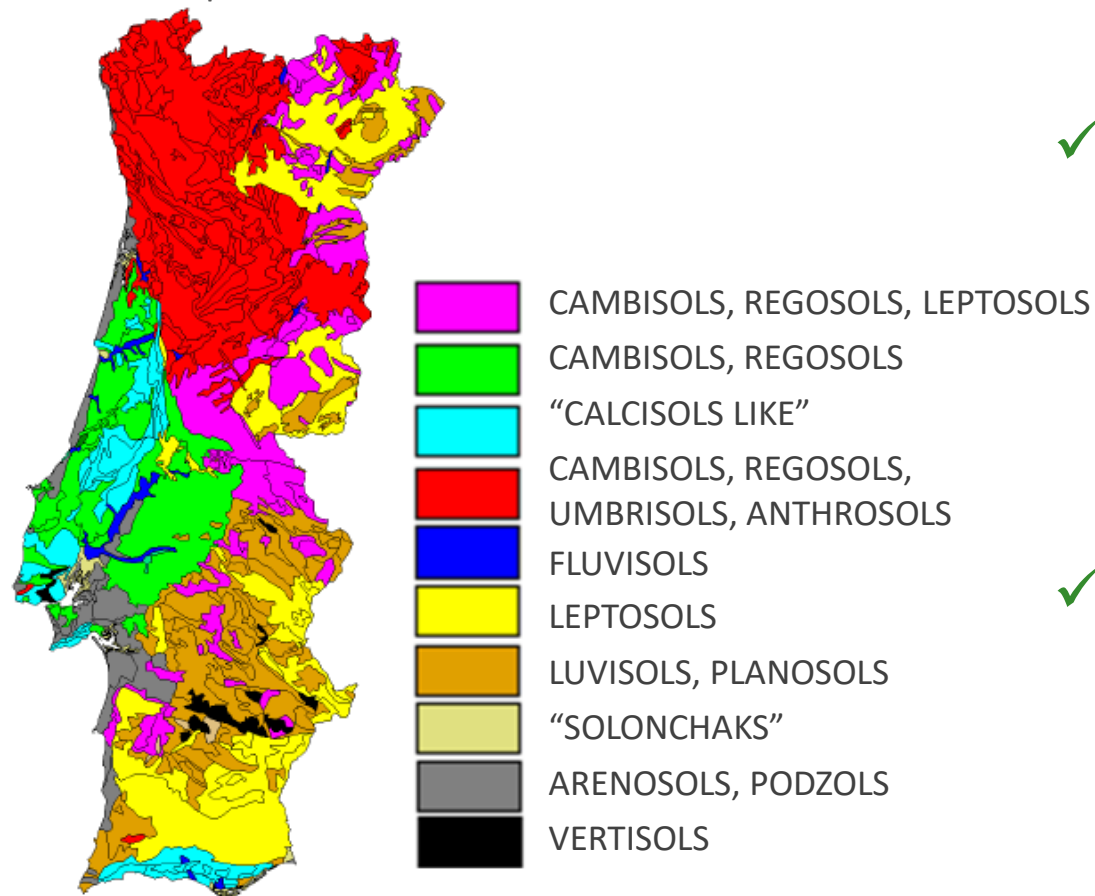 CAMBISOLS, REGOSOLS, LEPTOSOLS
CAMBISOLS, REGOSOLS
“CALCISOLS LIKE”
CAMBISOLS, REGOSOLS,
UMBRISOLS, ANTHROSOLS
FLUVISOLS
LEPTOSOLS
LUVISOLS, PLANOSOLS
“SOLONCHAKS”
ARENOSOLS, PODZOLS
VERTISOLS